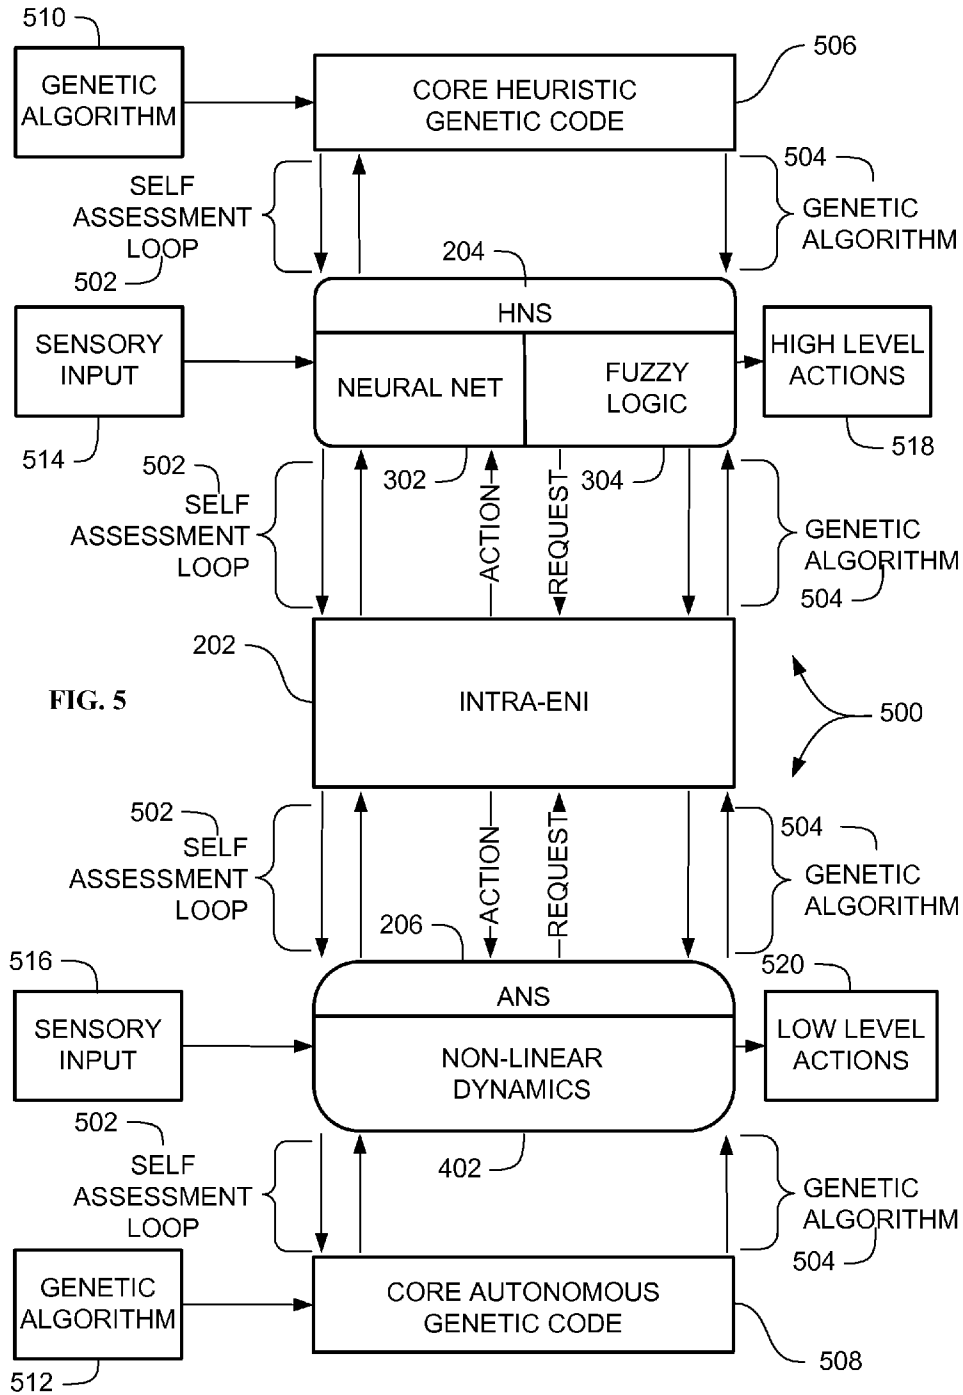 510
GENETIC
ALGORITHM
CORE HEURISTIC
GENETIC CODE
506
SELF
ASSESSMENT
LOOP
502
504
GENETIC
ALGORITHM
204
HNS
SENSORY
INPUT
514
NEURAL NET
FUZZY
LOGIC
HIGH LEVEL
ACTIONS
518
302
304
502
SELF
ASSESSMENT
LOOP
ACTION
REQUEST
GENETIC
ALGORITHM
504
202
INTRA-ENI
FIG. 5
500
502
SELF
ASSESSMENT
LOOP
ACTION
REQUEST
504
GENETIC
ALGORITHM
206
516
SENSORY
INPUT
ANS
NON-LINEAR
DYNAMICS
520
LOW LEVEL
ACTIONS
402
502
SELF
ASSESSMENT
LOOP
GENETIC
ALGORITHM
504
GENETIC
ALGORITHM
512
CORE AUTONOMOUS
GENETIC CODE
508